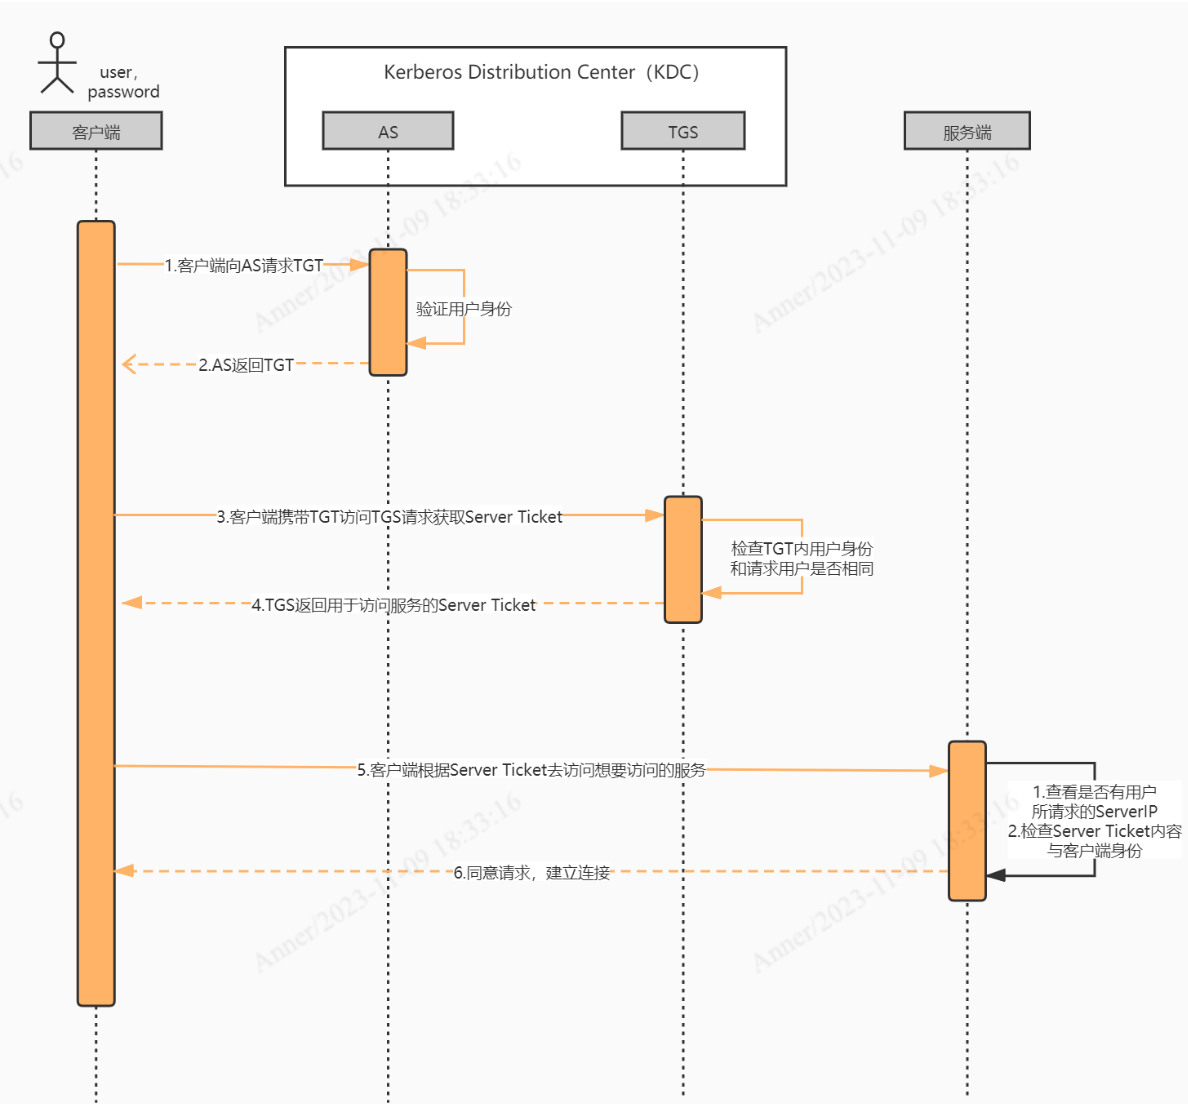 user，
password
Kerberos Distribution Center（KDC）
客户端
AS
TGS
服务端
1.客户端向AS请求TGT
验证用户身份
2.AS返回TGT
3.客户端携带TGT访问TGS请求获取Server Ticket
检查TGT内用户身份
和请求用户是否相同
4.TGS返回用于访问服务的Server Ticket
5.客户端根据Server Ticket去访问想要访问的服务
1.查看是否有用户
所请求的ServerIP
2.检查Server Ticket内容
与客户端身份
6.同意请求，建立连接
16
Anner/2023-11-09 18:33:16
Anner/2023-11-09 18:33:16
16
Anner/2023-11-09 18:33:16
Anner/2023-11-09 18:33:16